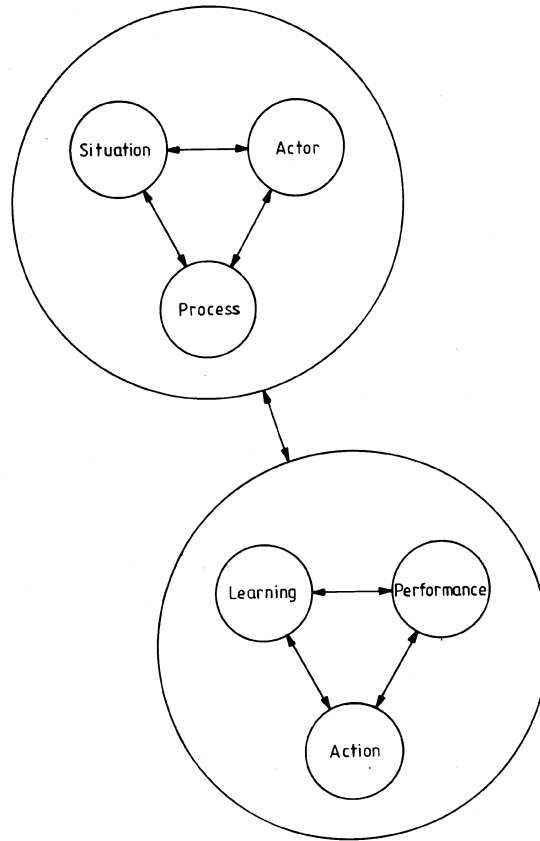 Situation
Actor
Process
Learning
Performance
Action